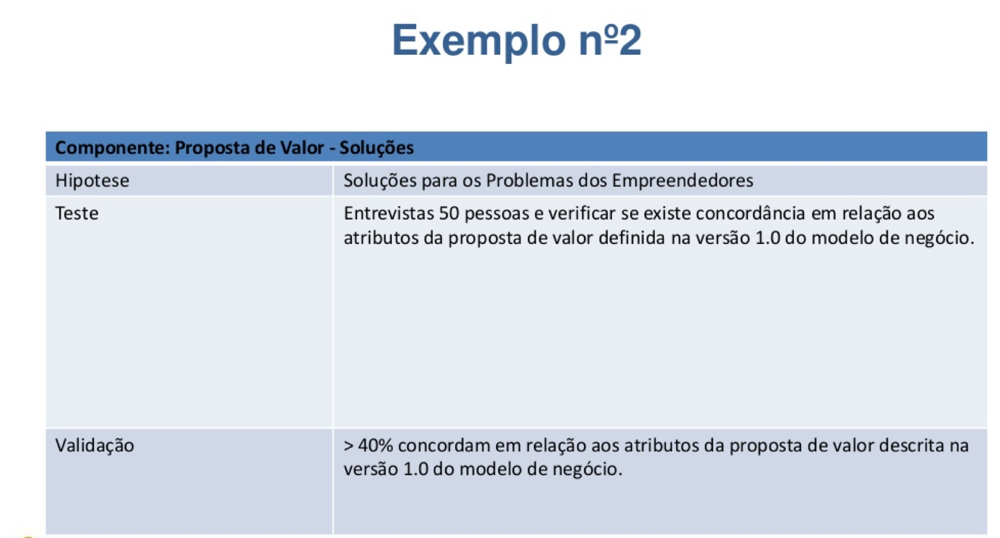 Exemplo nº2
Componente: Proposta de Valor - Soluções
Hipotese
Soluções para os Problemas dos Empreendedores
Teste
Entrevistas 50 pessoas e verificar se existe concordância em relação aos
atributos da proposta de valor definida na versão 1.0 do modelo de negócio.
Validação
> 40% concordam em relação aos atributos da proposta de valor descrita na
versão 1.0 do modelo de negócio.